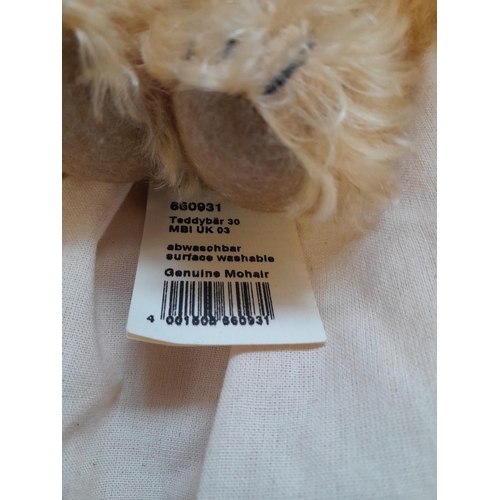 660931
Teddybär 30
MBI UK 03
abwaschbar
surface washable
Genuine Mohair
4 001505 660931